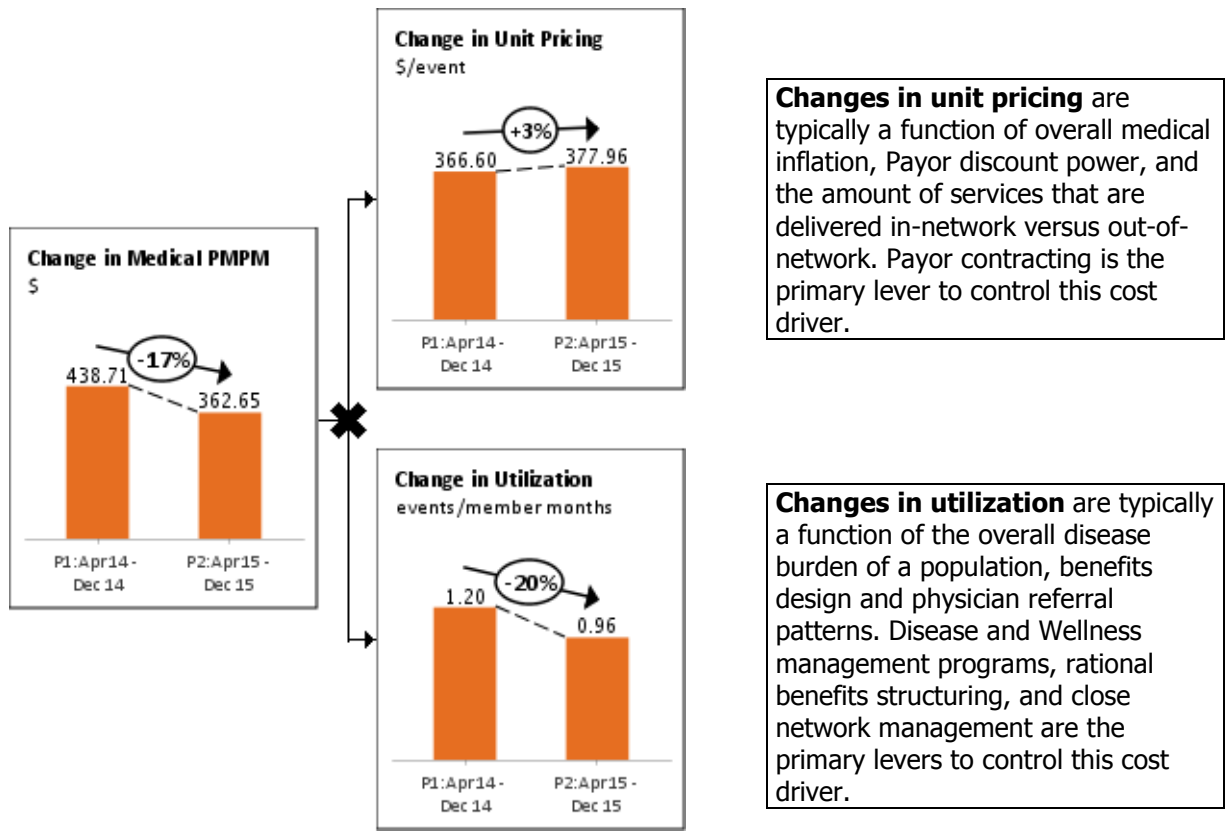 Change in Unit Pricing
$/event
+3%
366.60
377.96
P1:Apr14 -
Dec 14
P2:Apr15 -
Dec 15
Changes in unit pricing are
typically a function of overall medical
inflation, Payor discount power, and
the amount of services that are
delivered in-network versus out-of-
network. Payor contracting is the
primary lever to control this cost
driver.
Change in Medical PMPM
$
-17%
438.71
362.65
P1:Apr14 -
Dec 14
P2:Apr15 -
Dec 15
Change in Utilization
events/member months
-20%
1.20
0.96
P1:Apr14 -
Dec 14
P2:Apr15 -
Dec 15
Changes in utilization are typically
a function of the overall disease
burden of a population, benefits
design and physician referral
patterns. Disease and Wellness
management programs, rational
benefits structuring, and close
network management are the
primary levers to control this cost
driver.